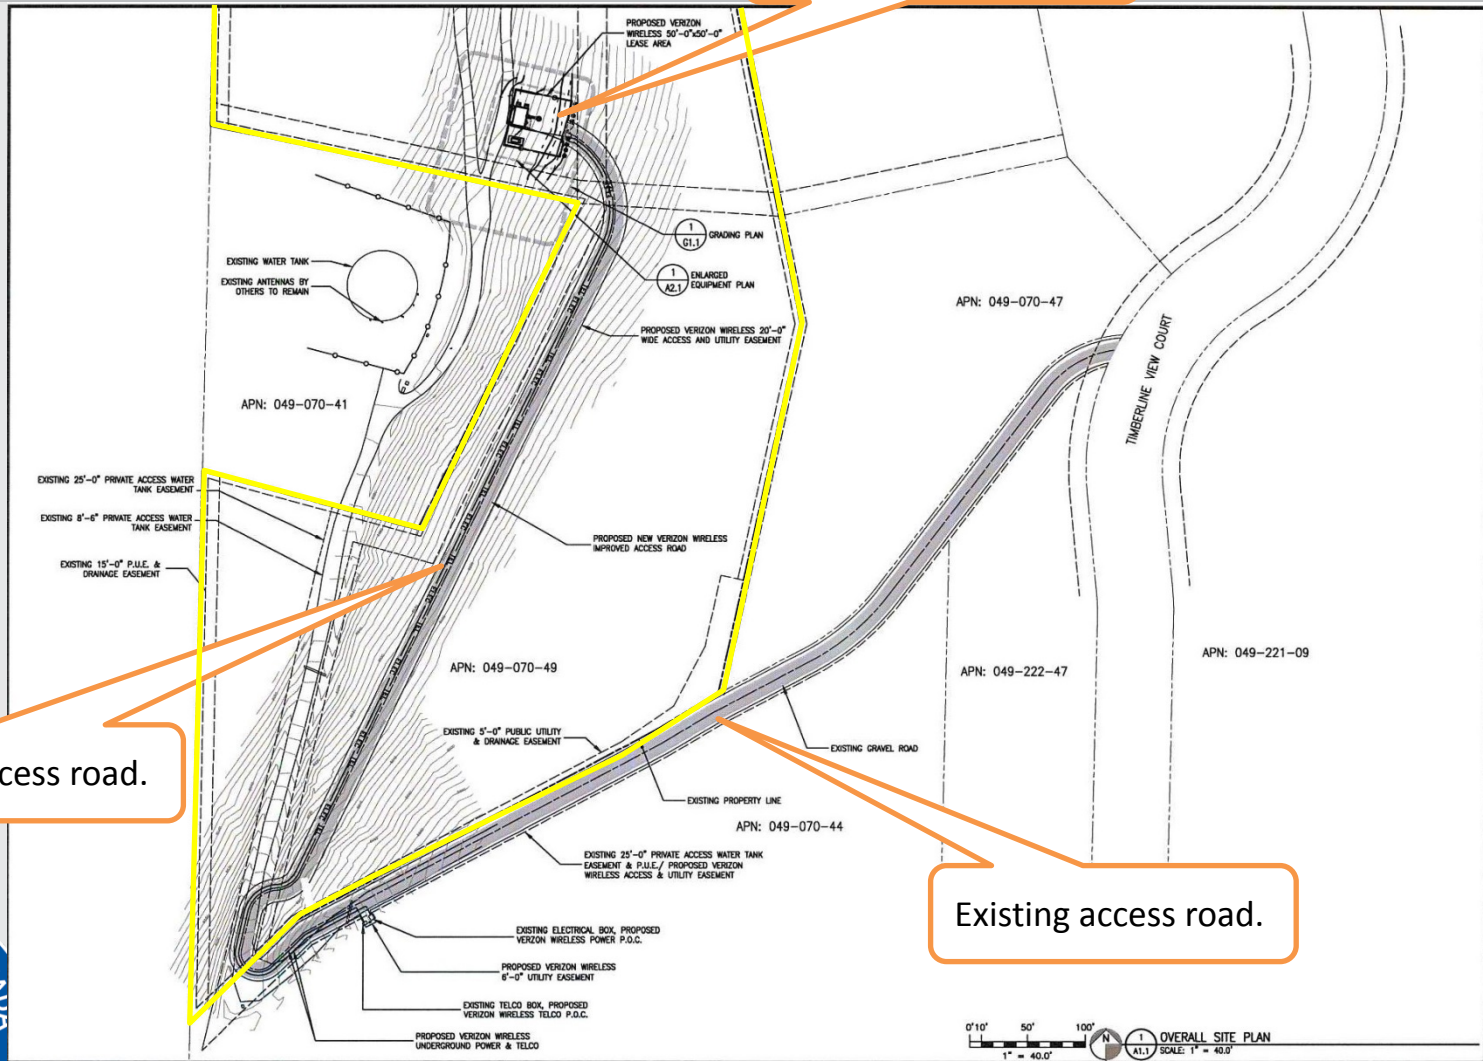 PROPOSED VERIZON
WIRELESS 50'-0"x50'-0"
LEASE AREA
1
G1.1
GRADING PLAN
1
A2.1
ENLARGED
EQUIPMENT PLAN
EXISTING WATER TANK
EXISTING ANTENNAS BY
OTHERS TO REMAIN
APN: 049-070-47
PROPOSED VERIZON WIRELESS 20'-0"
WIDE ACCESS AND UTILITY EASEMENT
TIMBERLINE VIEW COURT
APN: 049-070-41
EXISTING 25'-0" PRIVATE ACCESS WATER
TANK EASEMENT
EXISTING 8'-6" PRIVATE ACCESS WATER
TANK EASEMENT
EXISTING 15'-0" P.U.E. &
DRAINAGE EASEMENT
PROPOSED NEW VERIZON WIRELESS
IMPROVED ACCESS ROAD
APN: 049-070-49
APN: 049-222-47
APN: 049-221-09
EXISTING 5'-0" PUBLIC UTILITY
& DRAINAGE EASEMENT
EXISTING GRAVEL ROAD
cess road.
EXISTING PROPERTY LINE
APN: 049-070-44
EXISTING 25'-0" PRIVATE ACCESS WATER TANK
EASEMENT & P.U.E./ PROPOSED VERIZON
WIRELESS ACCESS & UTILITY EASEMENT
Existing access road.
EXISTING ELECTRICAL BOX, PROPOSED
VERZON WIRELESS POWER P.O.C.
PROPOSED VERIZON WIRELESS
6'-0" UTILITY EASEMENT
EXISTING TELCO BOX, PROPOSED
VERIZON WIRELESS TELCO P.O.C.
PROPOSED VERIZON WIRELESS
UNDERGROUND POWER & TELCO
0'10' 50' 100'
1" = 40.0'
N
1
A1.1
OVERALL SITE PLAN
SCALE: 1" = 40.0'